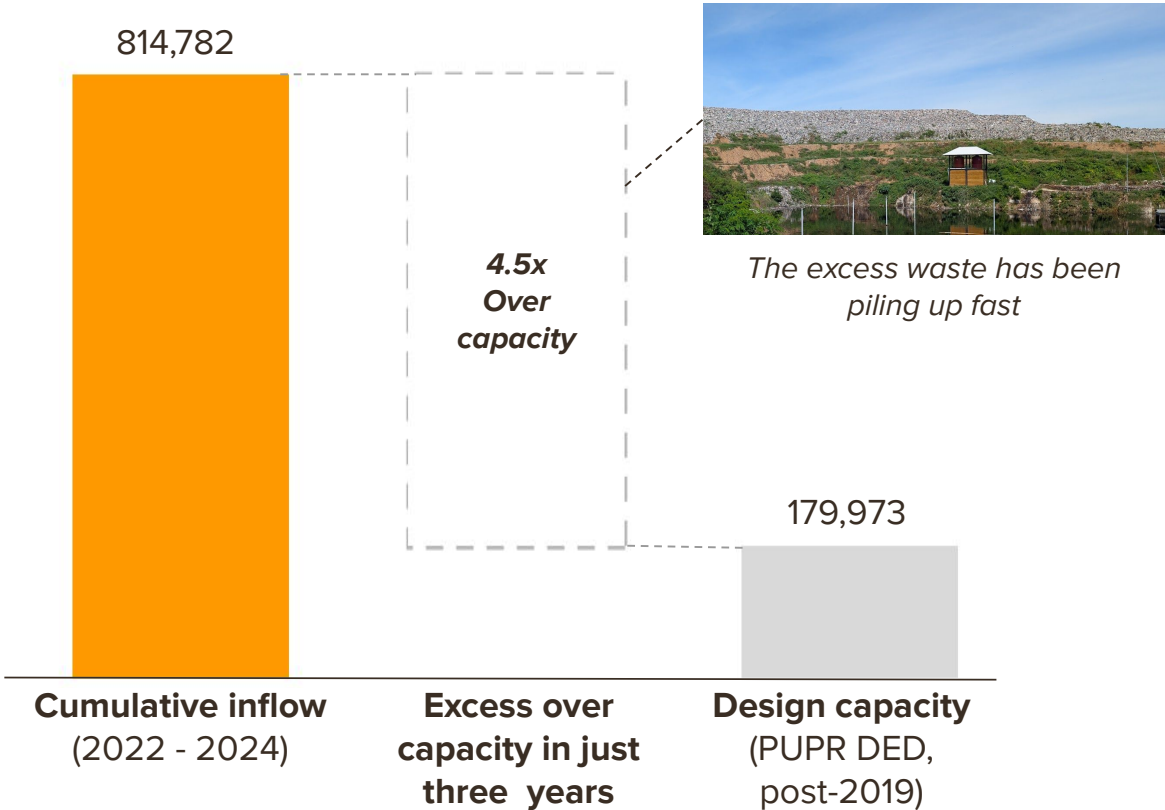 814,782
4.5x
Over
capacity
The excess waste has been
piling up fast
179,973
Cumulative inflow
(2022 - 2024)
Excess over
capacity in just
three  years
Design capacity
(PUPR DED,
post-2019)